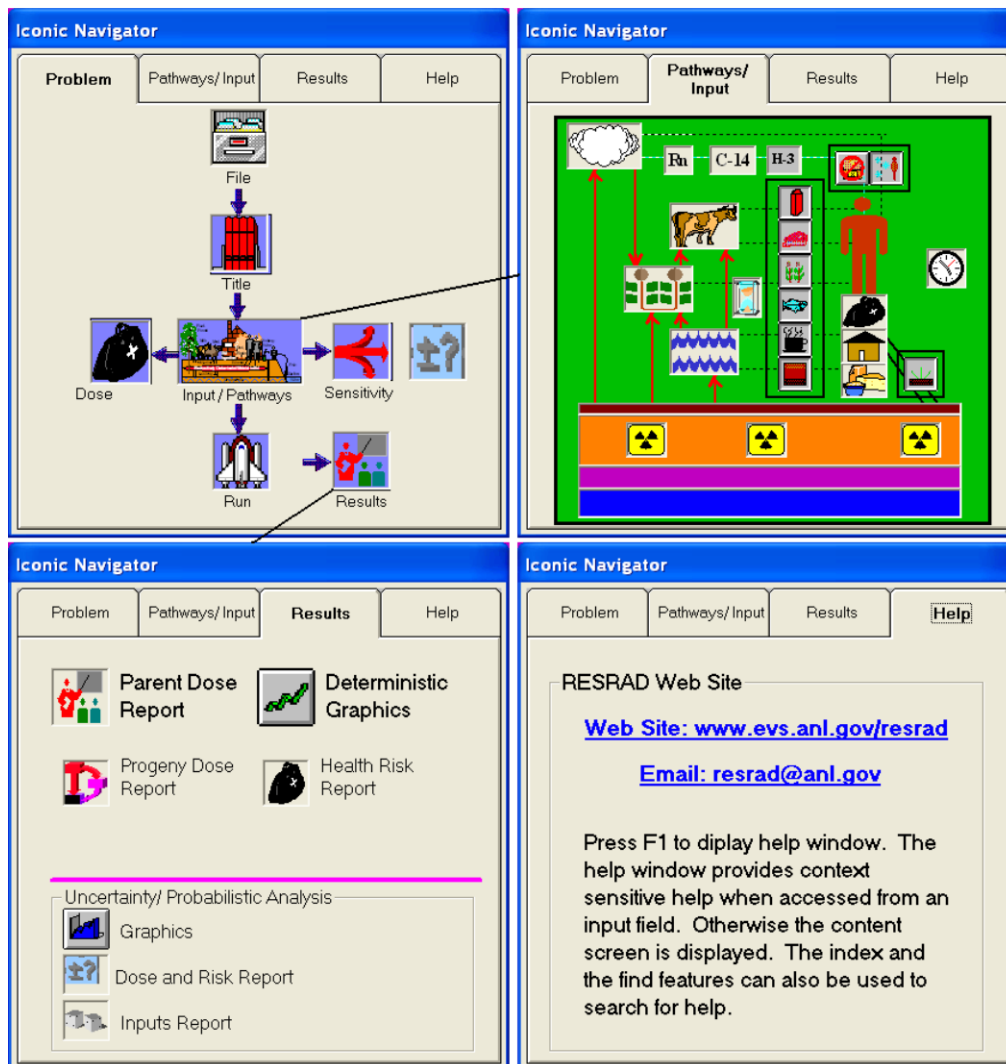 Iconic Navigator
Problem
Pathways/ Input
Results
Help
File
Title
Dose
Input / Pathways
Sensitivity
Run
Results
Iconic Navigator
Problem
Pathways/
Input
Results
Help
Rn
C-14
H-3
Iconic Navigator
Problem
Pathways/ Input
Results
Help
Parent Dose
Report
Deterministic
Graphics
Progeny Dose
Report
Health Risk
Report
Uncertainty/ Probabilistic Analysis
Graphics
Dose and Risk Report
Inputs Report
Iconic Navigator
Problem
Pathways/ Input
Results
Help
RESRAD Web Site
Web Site: www.evs.anl.gov/resrad
Email: resrad@anl.gov
Press F1 to diplay help window.  The
help window provides context
sensitive help when accessed from an
input field.  Otherwise the content
screen is displayed.  The index and
the find features can also be used to
search for help.